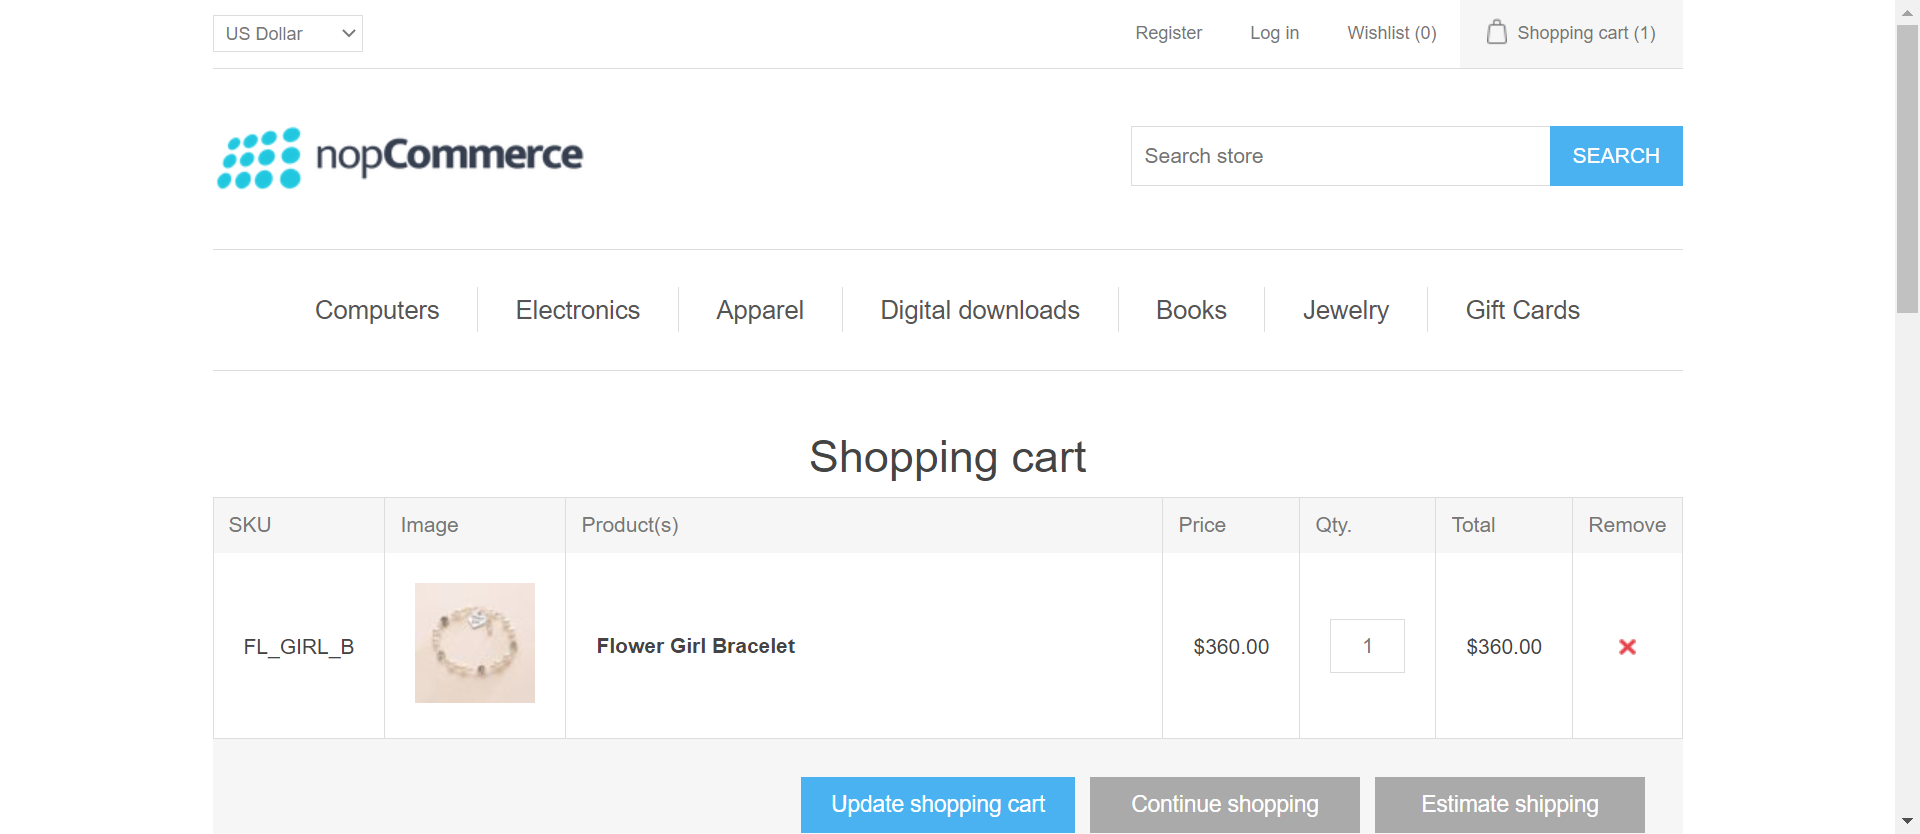 US Dollar
Register
Log in
Wishlist (0)
Shopping cart (1)
nopCommerce
Search store
SEARCH
Computers
Electronics
Apparel
Digital downloads
Books
Jewelry
Gift Cards
Shopping cart
SKU
Image
Product(s)
Price
Qty.
Total
Remove
FL_GIRL_B
Flower Girl Bracelet
$360.00
1
$360.00
Update shopping cart
Continue shopping
Estimate shipping